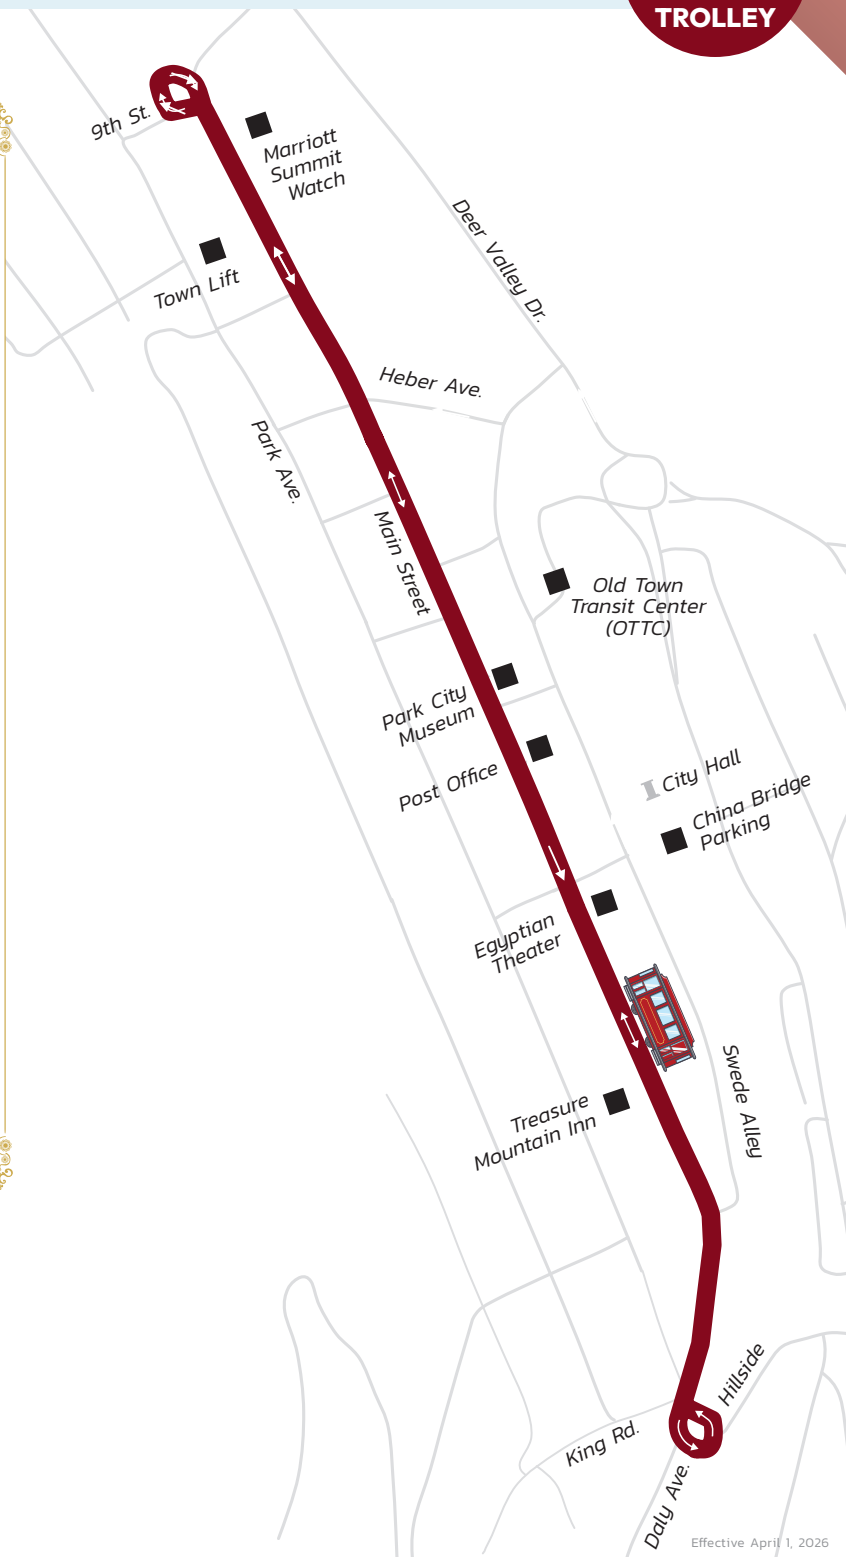 TROLLEY
9th St.
Marriott
Summit
Watch
Deer Valley Dr.
Town Lift
Heber Ave.
Park Ave.
Main Street
Old Town
Transit Center
(OTTC)
Park City
Museum
Post Office
City Hall
China Bridge
Parking
Egyptian
Theater
Swede Alley
Treasure
Mountain Inn
Hillside
King Rd.
Daly Ave.
Effective April 1, 2026